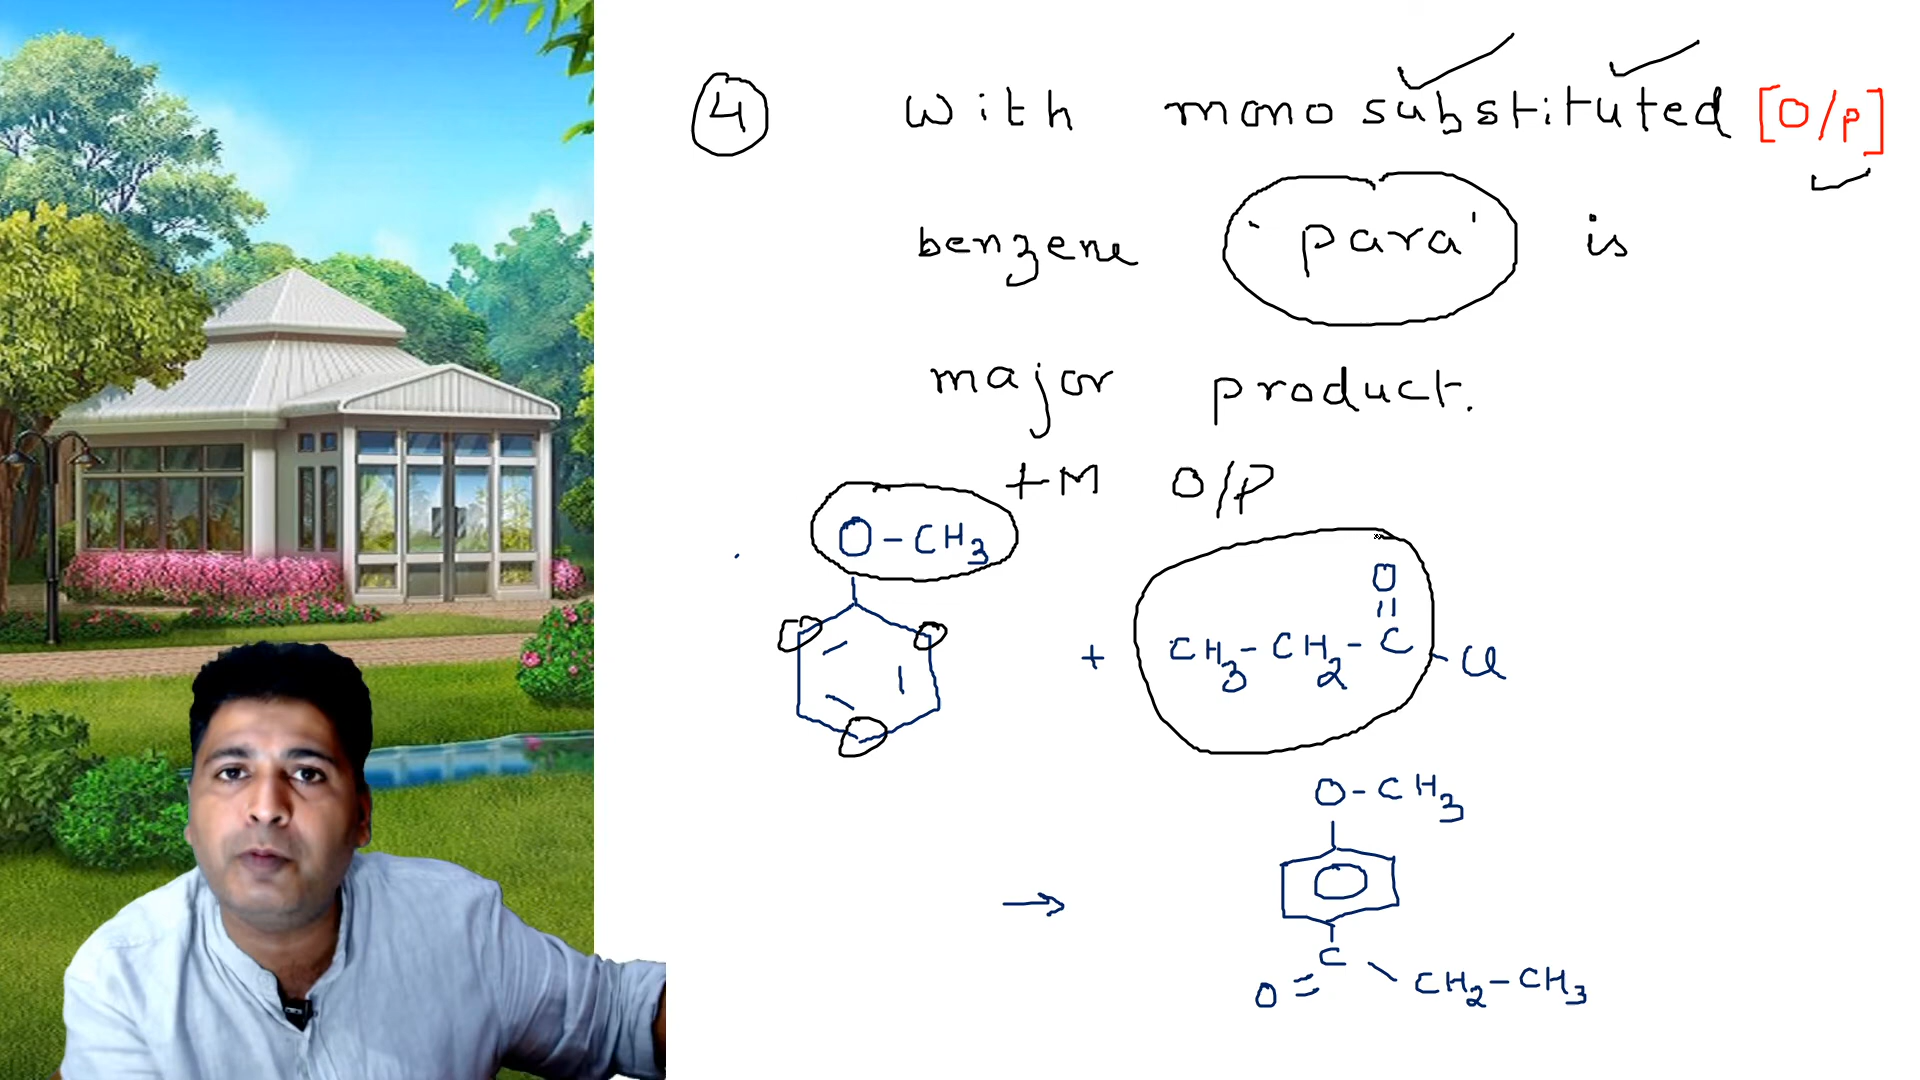 4 With mono substituted [O/P]
benzene 'para' is
major product.
+M O/P
O-CH3
O
||
+ CH3-CH2-C-Cl
O-CH3
→
C
O= CH2-CH3